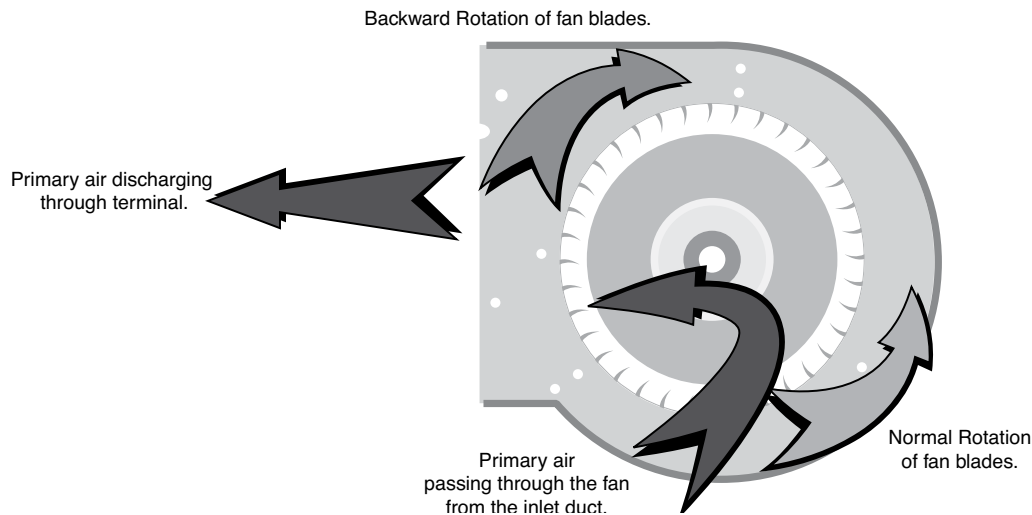 Backward Rotation of fan blades.
Primary air discharging
through terminal.
Normal Rotation
of fan blades.
Primary air
passing through the fan
from the inlet duct.